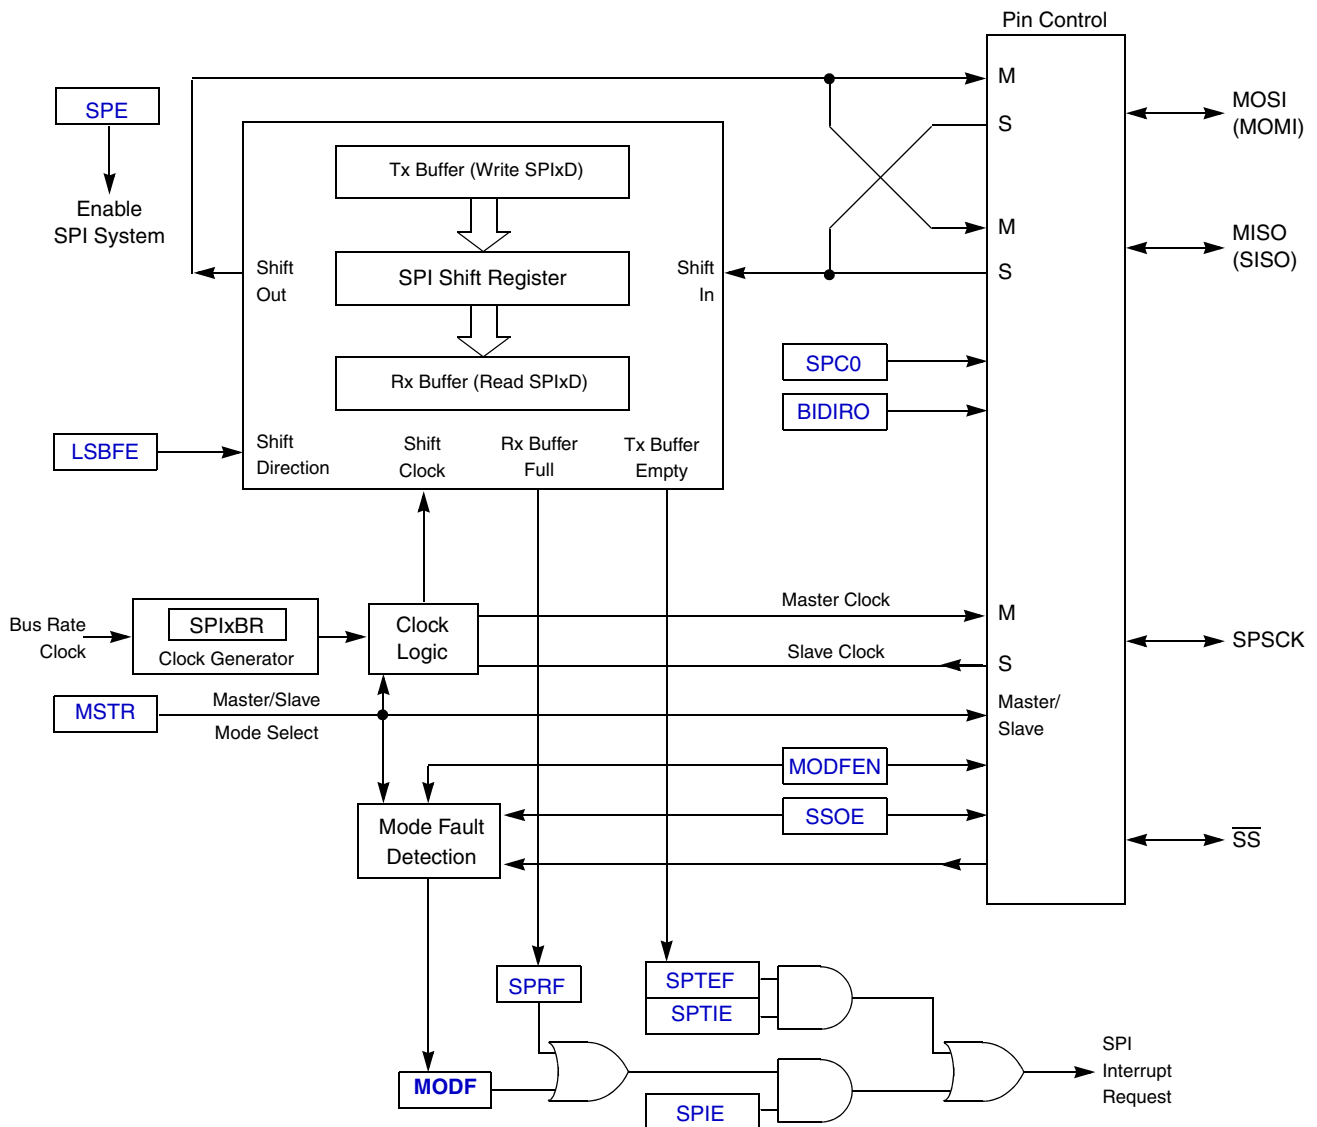 Pin Control
SPE
Enable
SPI System
Tx Buffer (Write SPIxD)
SPI Shift Register
Rx Buffer (Read SPIxD)
Shift
Out
Shift
In
Shift
Direction
Shift
Clock
Rx Buffer
Full
Tx Buffer
Empty
LSBFE
M
S
M
S
MOSI
(MOMI)
MISO
(SISO)
SPC0
BIDIRO
Bus Rate
Clock
SPIxBR
Clock Generator
Clock
Logic
Master Clock
Slave Clock
M
S
SPSCK
MSTR
Master/Slave
Mode Select
Master/
Slave
MODFEN
SSOE
Mode Fault
Detection
SS
SPRF
SPTEF
SPTIE
MODF
SPIE
SPI
Interrupt
Request